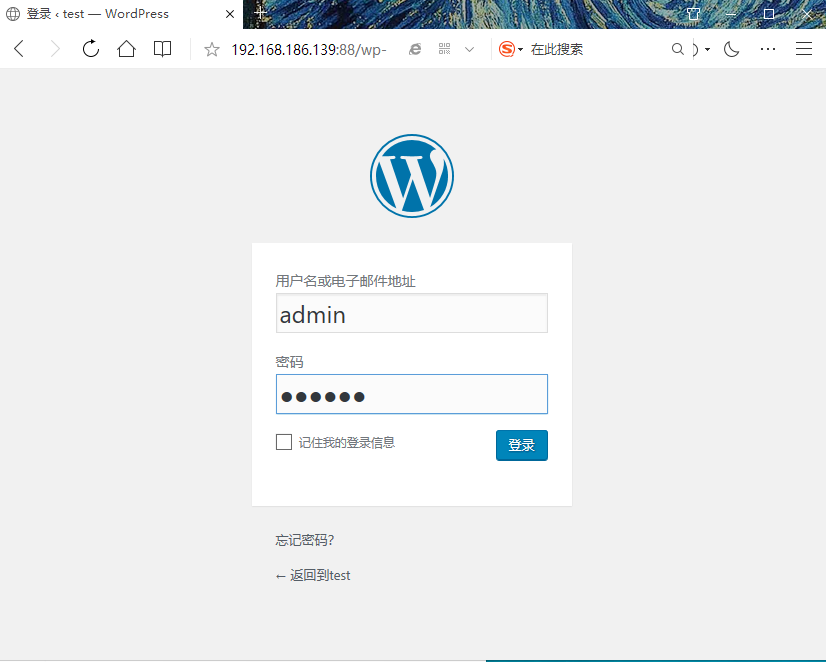 登录 ‹ test — WordPress
192.168.186.139:88/wp-
在此搜索
用户名或电子邮件地址
admin
密码
●●●●●●
记住我的登录信息
登录
忘记密码?
← 返回到test